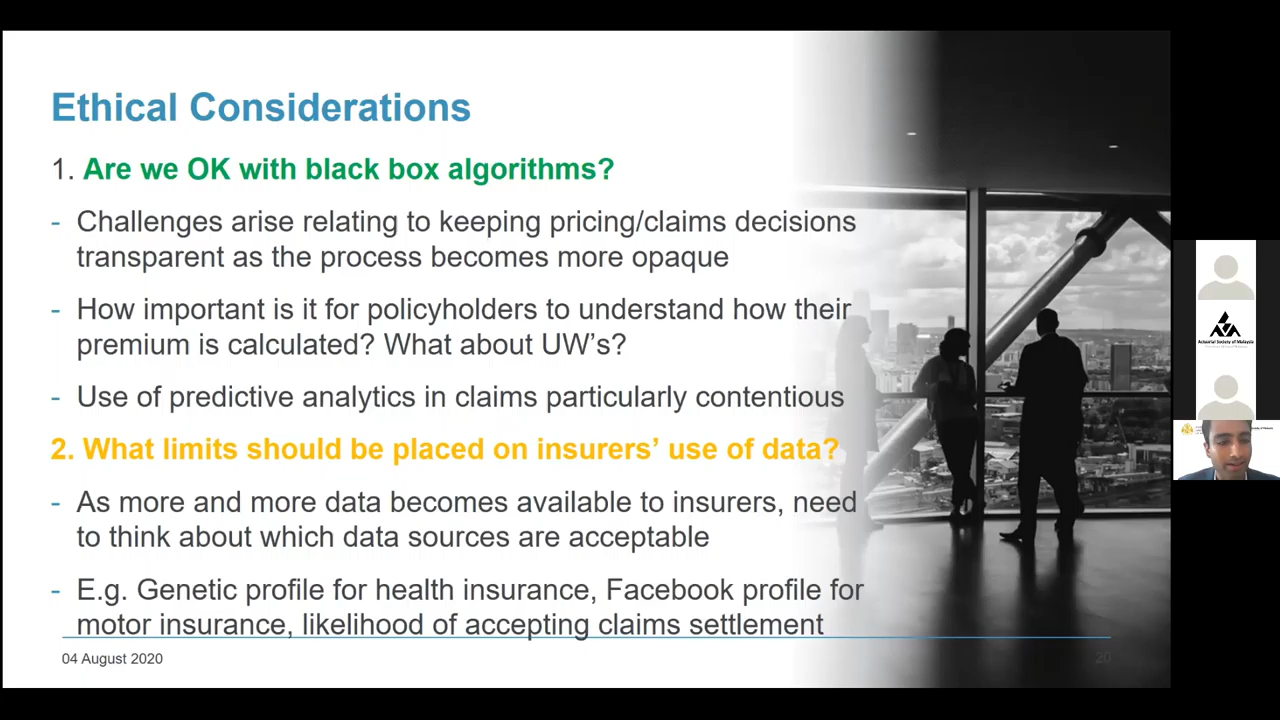 Ethical Considerations
1. Are we OK with black box algorithms?
- Challenges arise relating to keeping pricing/claims decisions
transparent as the process becomes more opaque
- How important is it for policyholders to understand how their
premium is calculated? What about UW's?
- Use of predictive analytics in claims particularly contentious
2. What limits should be placed on insurers' use of data?
- As more and more data becomes available to insurers, need
to think about which data sources are acceptable
- E.g. Genetic profile for health insurance, Facebook profile for
motor insurance, likelihood of accepting claims settlement
04 August 2020
20
Actuarial Society of Malaysia